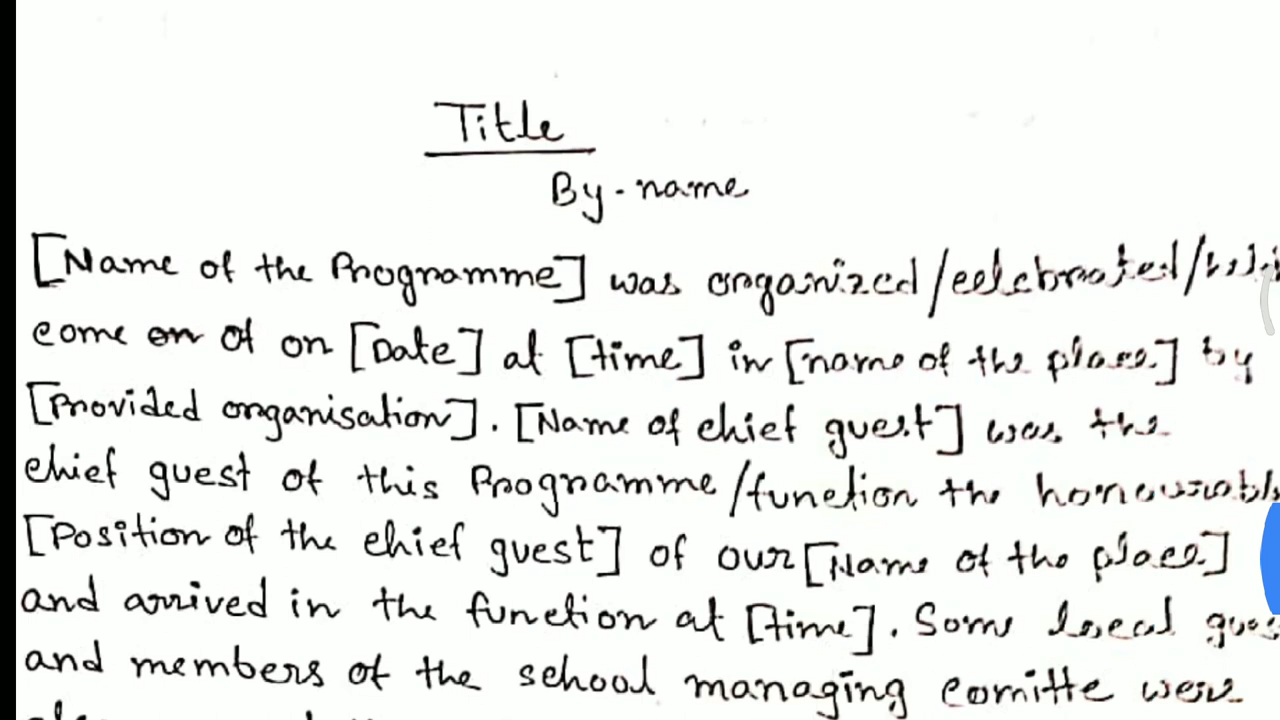 Title
By-name
[Name of the Programme] was organized/celebrated/
come on of on [Date] at [time] in [name of the place] by
[Provided organisation]. [Name of chief guest] was the
chief guest of this Programme/function the honourabl
[Position of the chief guest] of our [Name of the place]
and arrived in the function at [time]. Some local gues
and members of the school managing comitte were